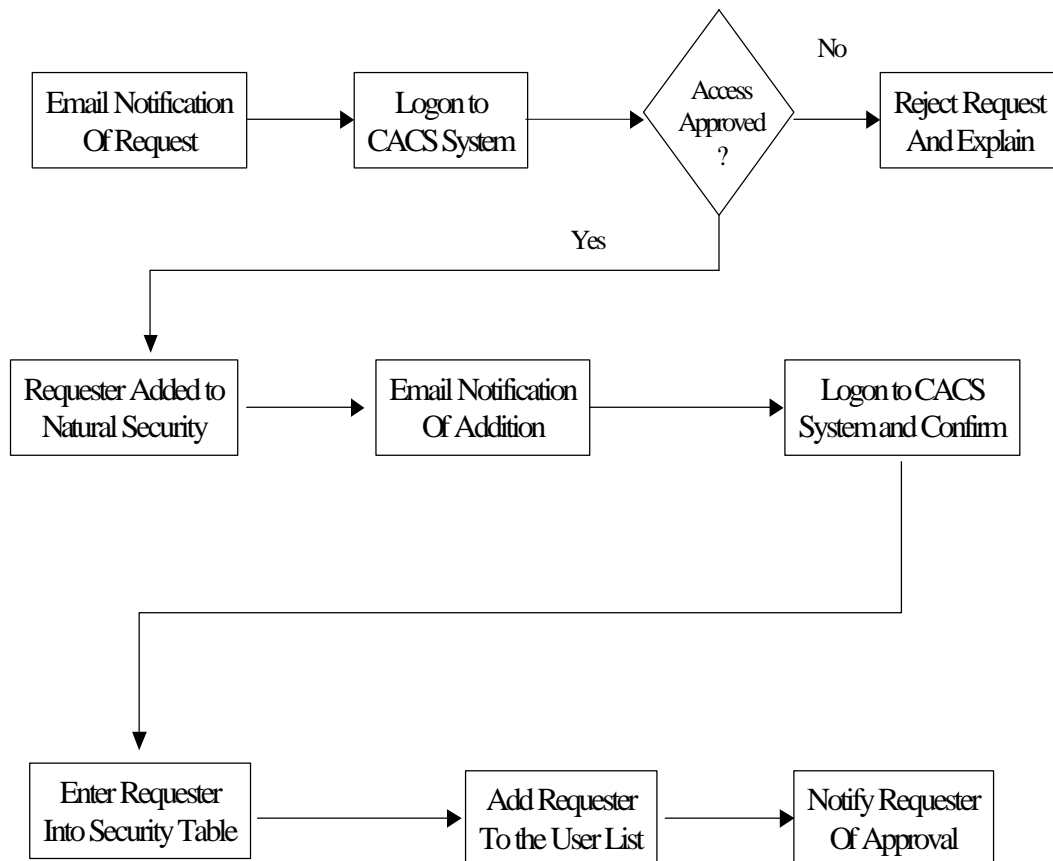 Email Notification
Of Request
Logon to
CACS System
Access
Approved
?
No
Reject Request
And Explain
Yes
Requester Added to
Natural Security
Email Notification
Of Addition
Logon to CACS
System and Confirm
Enter Requester
Into Security Table
Add Requester
To the User List
Notify Requester
Of Approval